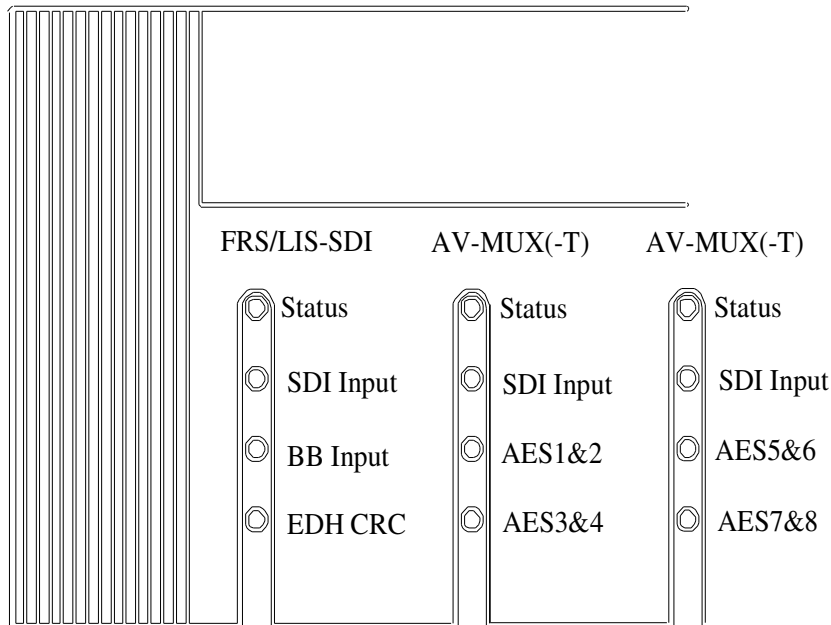 FRS/LIS-SDI AV-MUX(-T) AV-MUX(-T)
Status Status Status
SDI Input SDI Input SDI Input
BB Input AES1&2 AES5&6
EDH CRC AES3&4 AES7&8